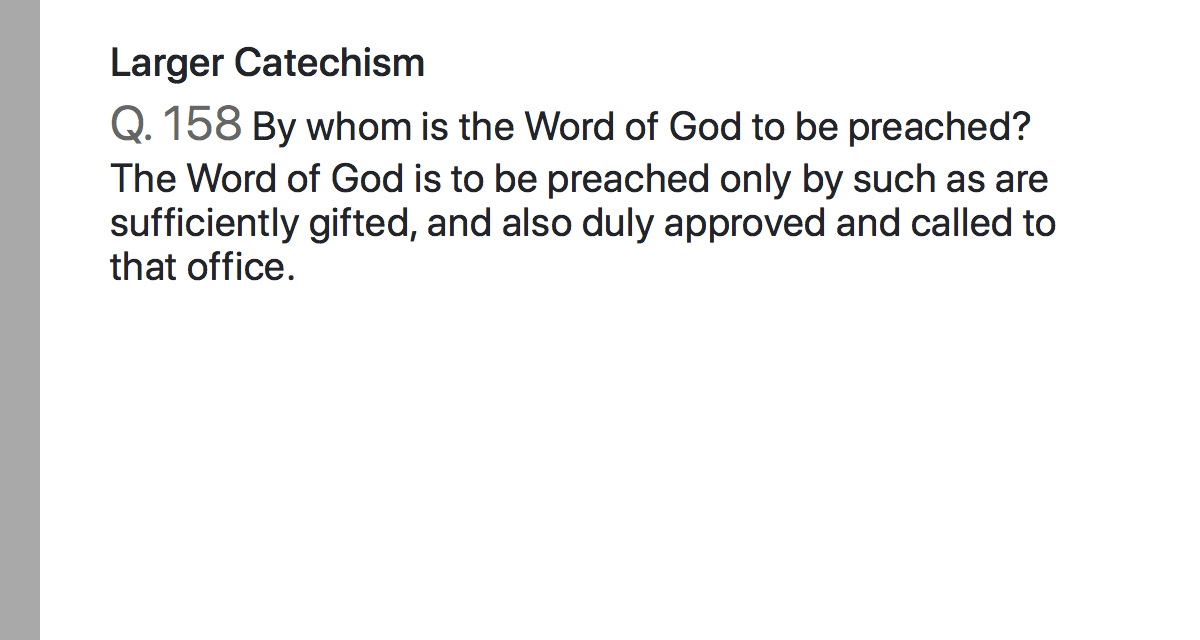 Larger Catechism
Q. 158 By whom is the Word of God to be preached?
The Word of God is to be preached only by such as are
sufficiently gifted, and also duly approved and called to
that office.